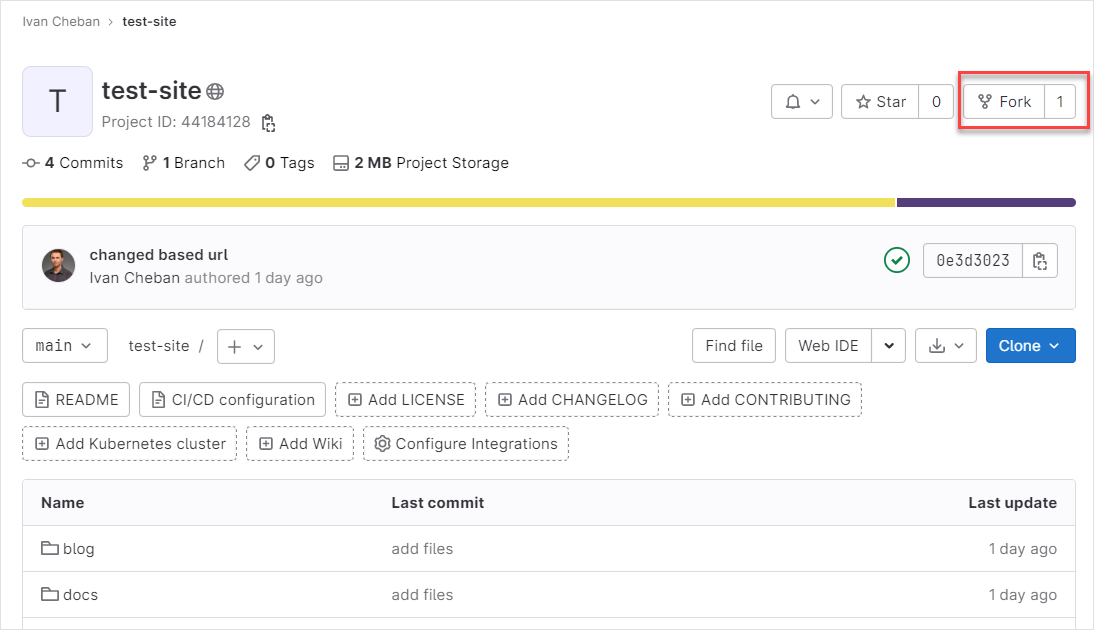 Ivan Cheban › test-site
T
test-site
Project ID: 44184128
Star 0
Fork 1
4 Commits 1 Branch 0 Tags 2 MB Project Storage
changed based url
Ivan Cheban authored 1 day ago
0e3d3023
main test-site / +
Find file Web IDE Clone
README CI/CD configuration Add LICENSE Add CHANGELOG Add CONTRIBUTING
Add Kubernetes cluster Add Wiki Configure Integrations
Name Last commit Last update
blog add files 1 day ago
docs add files 1 day ago